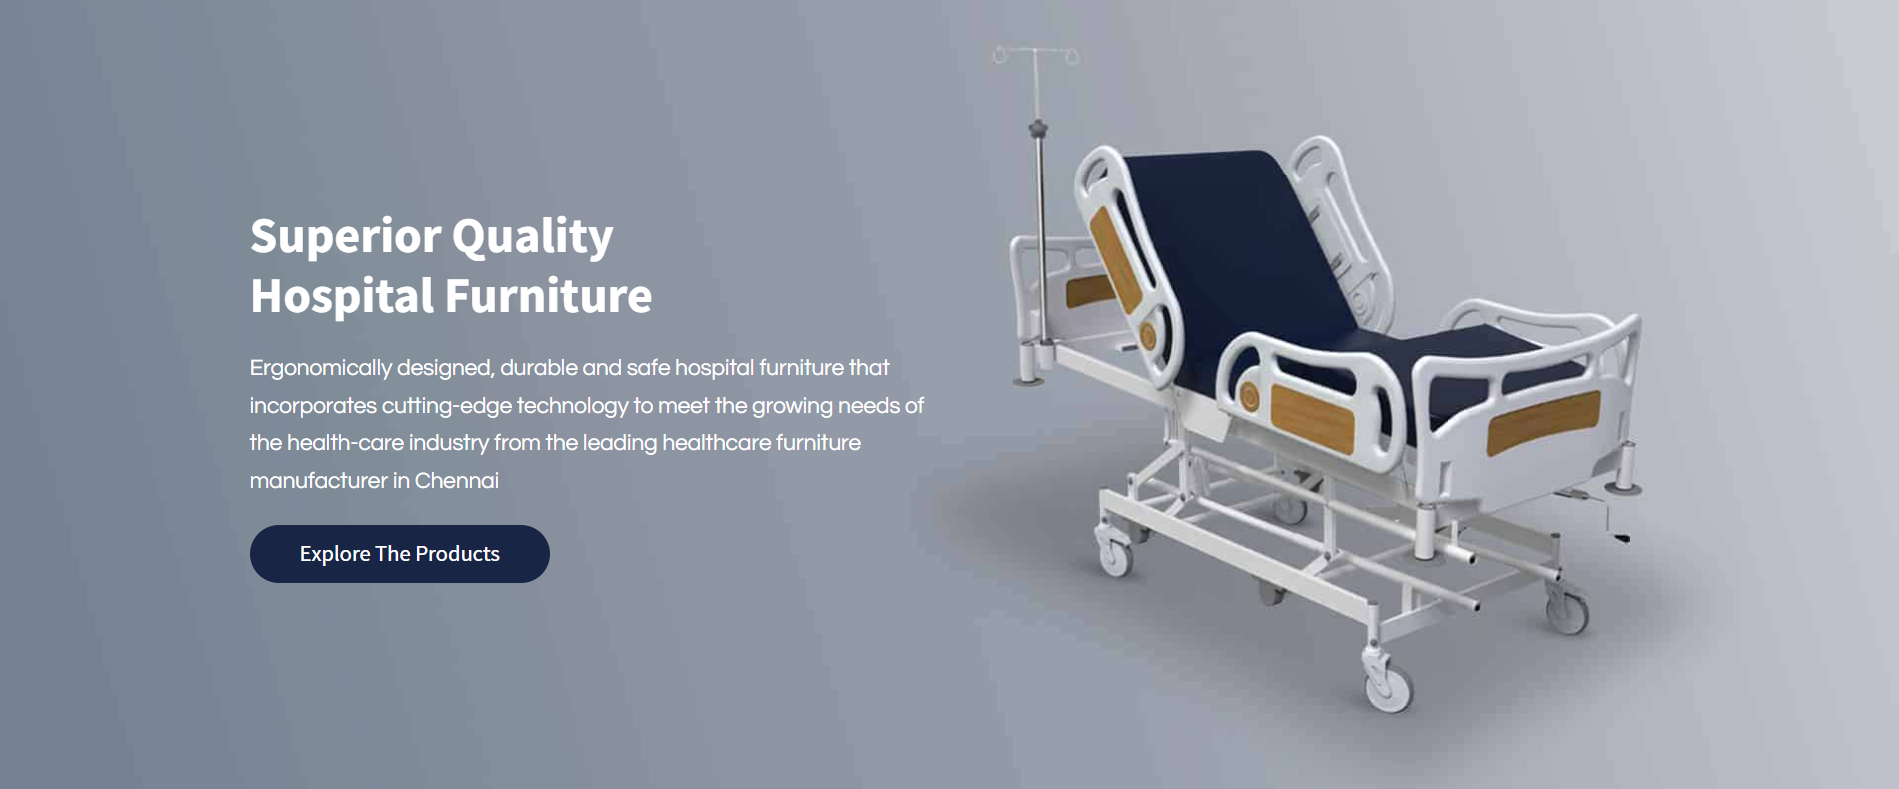 Superior Quality
Hospital Furniture
Ergonomically designed, durable and safe hospital furniture that
incorporates cutting-edge technology to meet the growing needs of
the health-care industry from the leading healthcare furniture
manufacturer in Chennai
Explore The Products